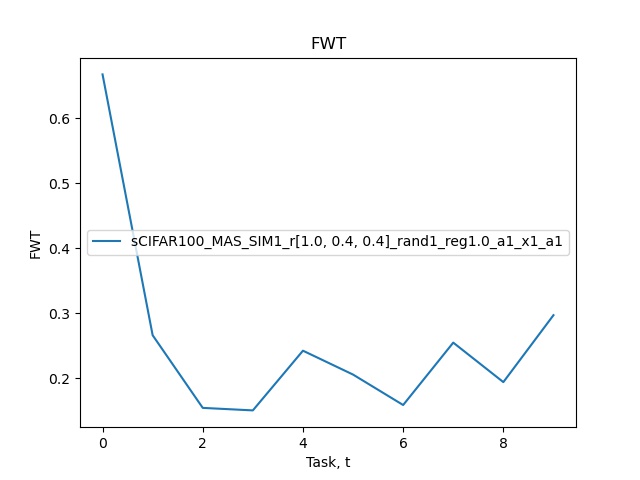 FWT
0.6
0.5
0.4
0.3
0.2
FWT
sCIFAR100_MAS_SIM1_r[1.0, 0.4, 0.4]_rand1_reg1.0_a1_x1_a1
0 2 4 6 8
Task, t